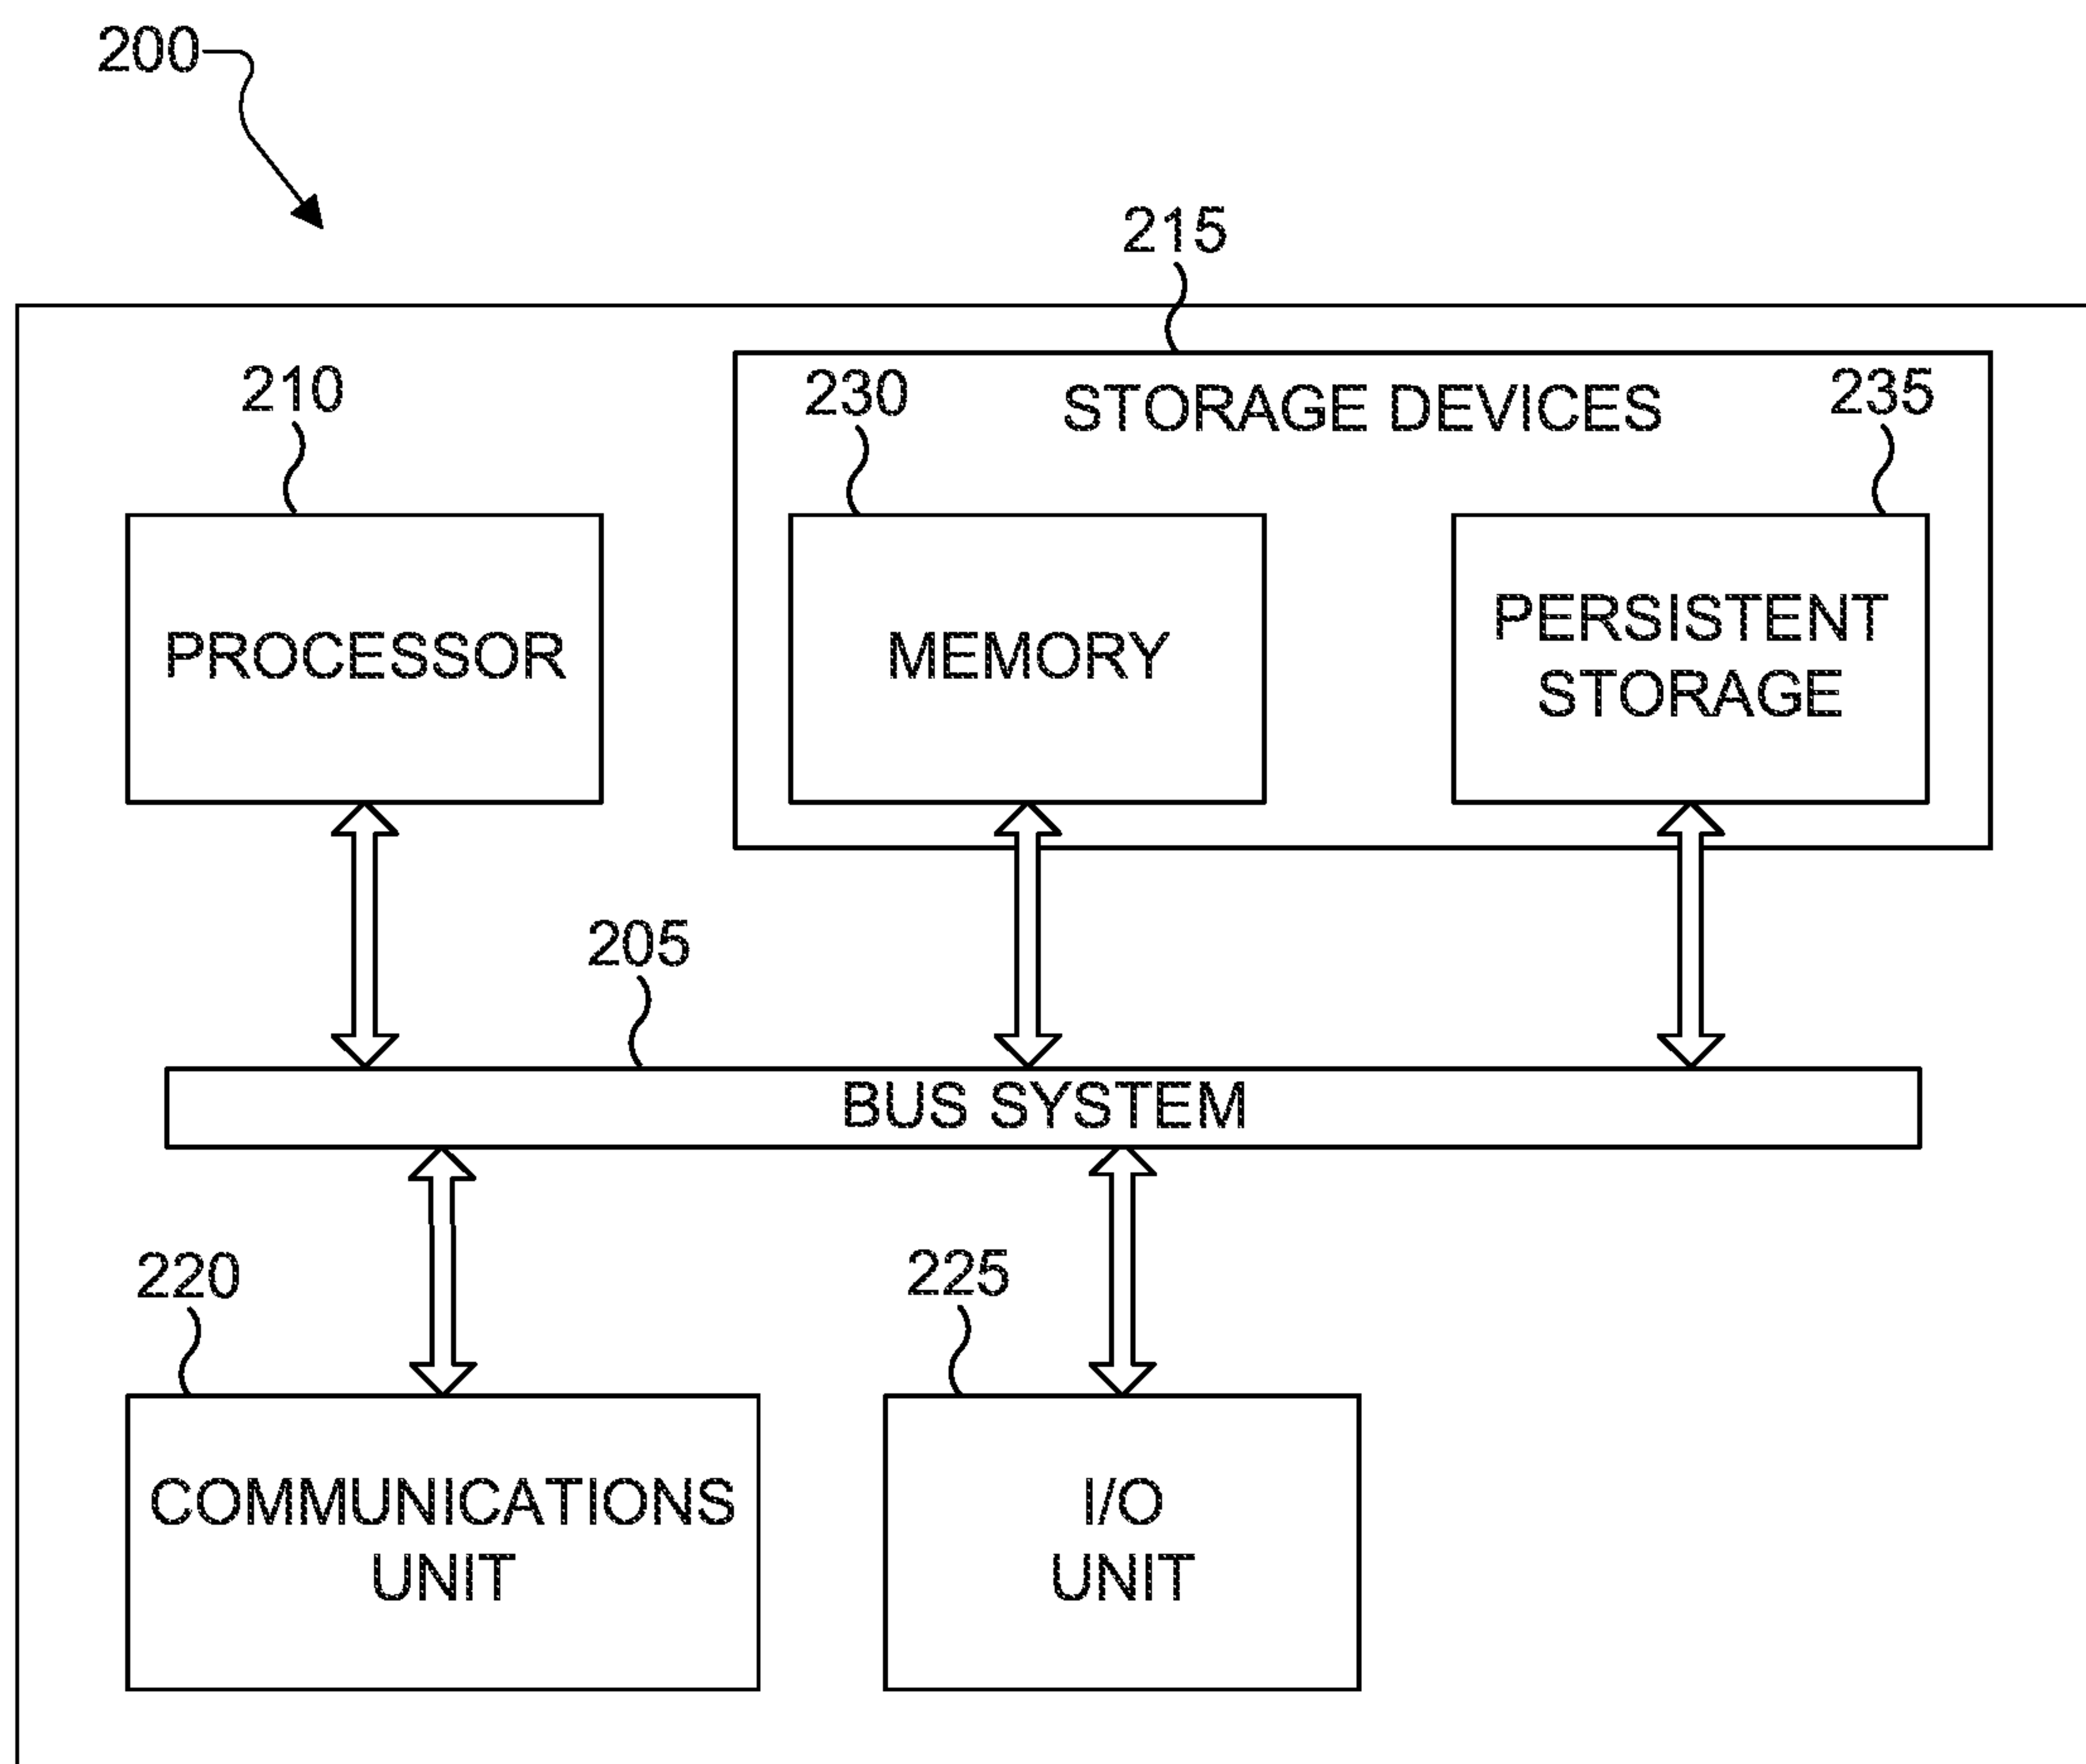 200
215
210
230
STORAGE DEVICES
235
PROCESSOR
MEMORY
PERSISTENT
STORAGE
205
BUS SYSTEM
220
225
COMMUNICATIONS
UNIT
I/O
UNIT